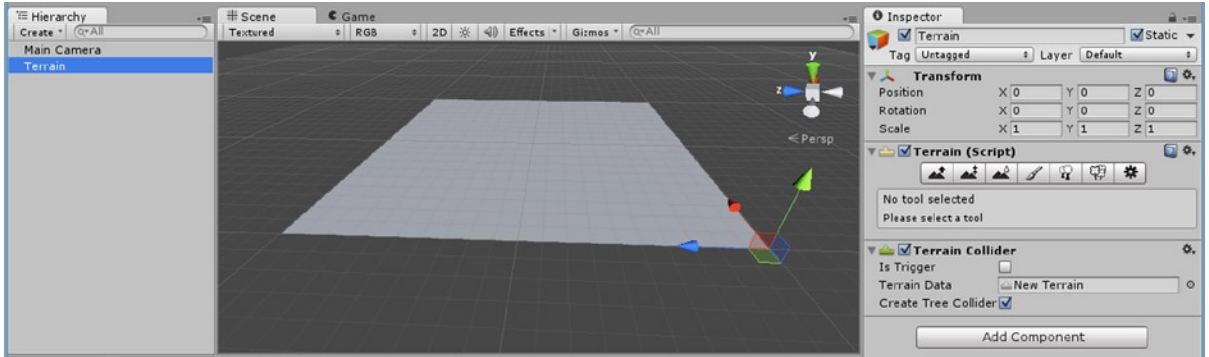 Hierarchy
Create All
Main Camera
Terrain
Scene Game
Textured RGB 2D Effects Gizmos All
y
z
Persp
Inspector
Terrain Static
Tag Untagged Layer Default
Transform
Position X 0 Y 0 Z 0
Rotation X 0 Y 0 Z 0
Scale X 1 Y 1 Z 1
Terrain (Script)
No tool selected
Please select a tool
Terrain Collider
Is Trigger
Terrain Data New Terrain
Create Tree Collider
Add Component